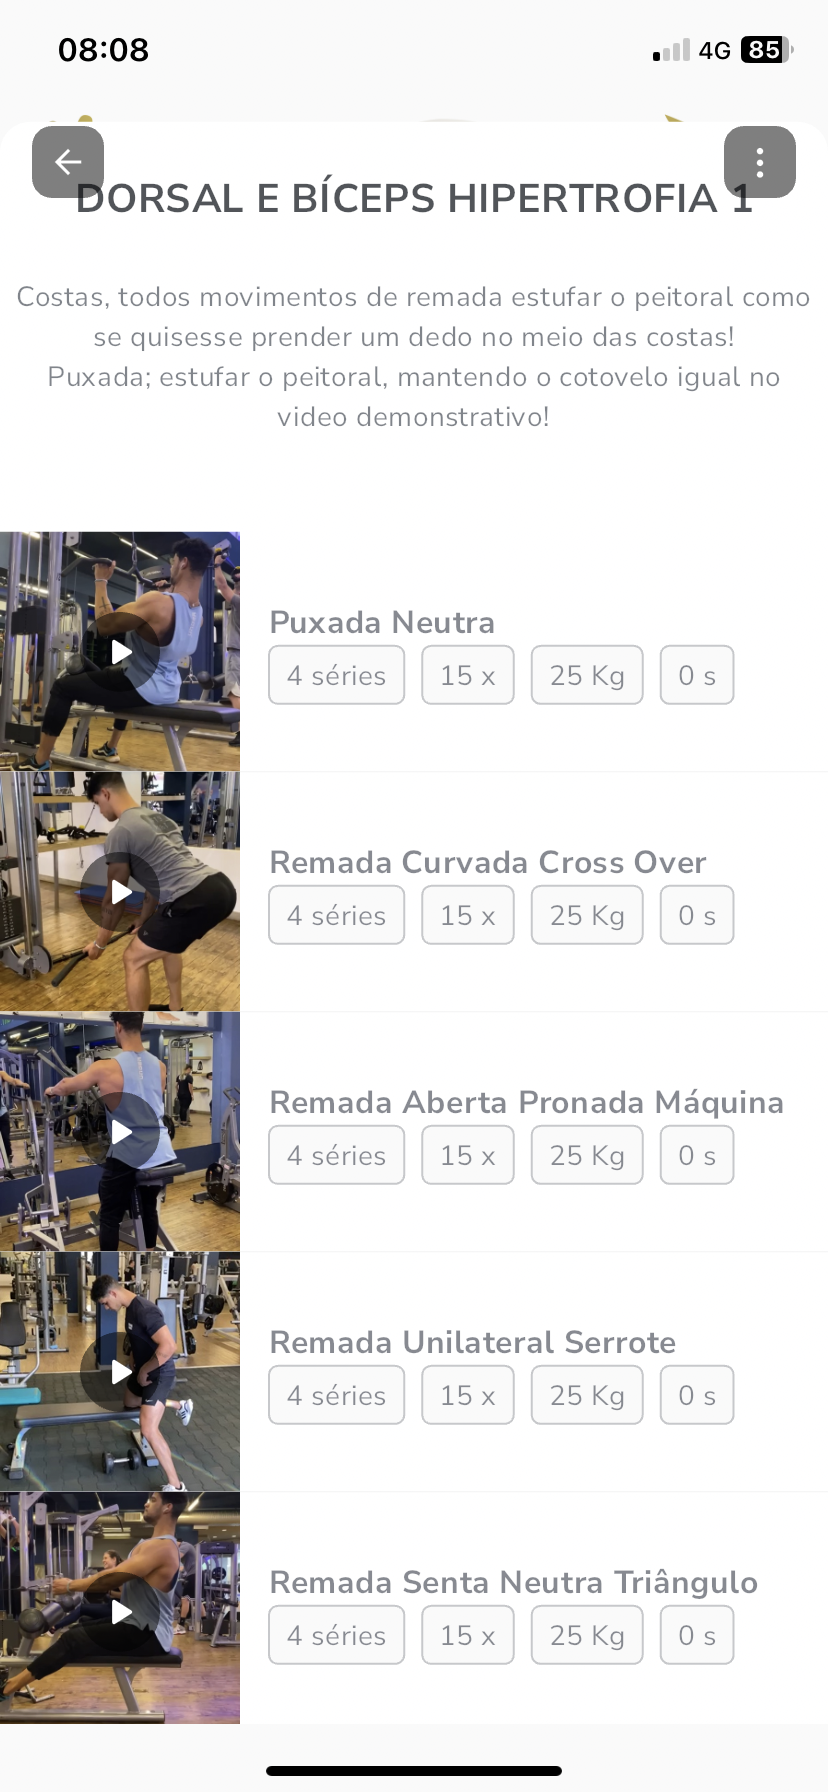 08:08
4G
85
DORSAL E BÍCEPS HIPERTROFIA 1
Costas, todos movimentos de remada estufar o peitoral como
se quisesse prender um dedo no meio das costas!
Puxada; estufar o peitoral, mantendo o cotovelo igual no
video demonstrativo!
Puxada Neutra
4 séries 15 x 25 Kg 0 s
Remada Curvada Cross Over
4 séries 15 x 25 Kg 0 s
Remada Aberta Pronada Máquina
4 séries 15 x 25 Kg 0 s
Remada Unilateral Serrote
4 séries 15 x 25 Kg 0 s
Remada Senta Neutra Triângulo
4 séries 15 x 25 Kg 0 s